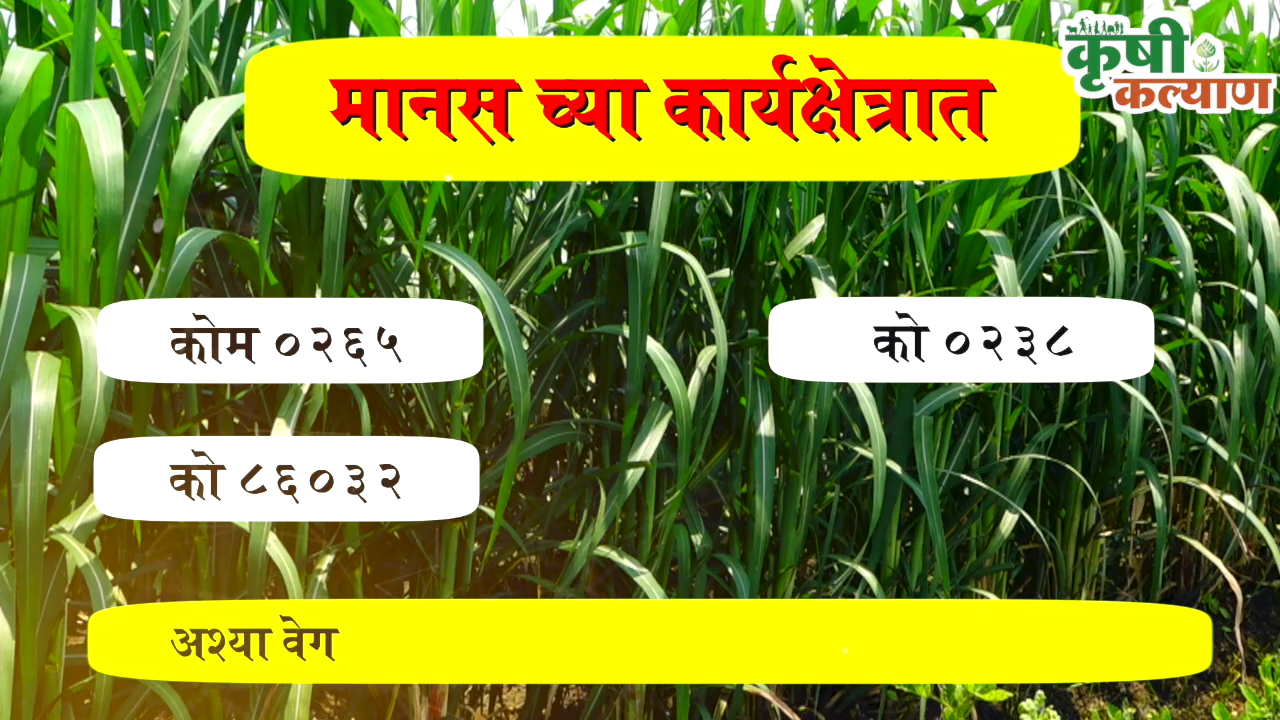 कृषी
कल्याण
मानस च्या कार्यक्षेत्रात
कोम ०२६५
को ०२३८
को ८६०३२
अश्या वेग